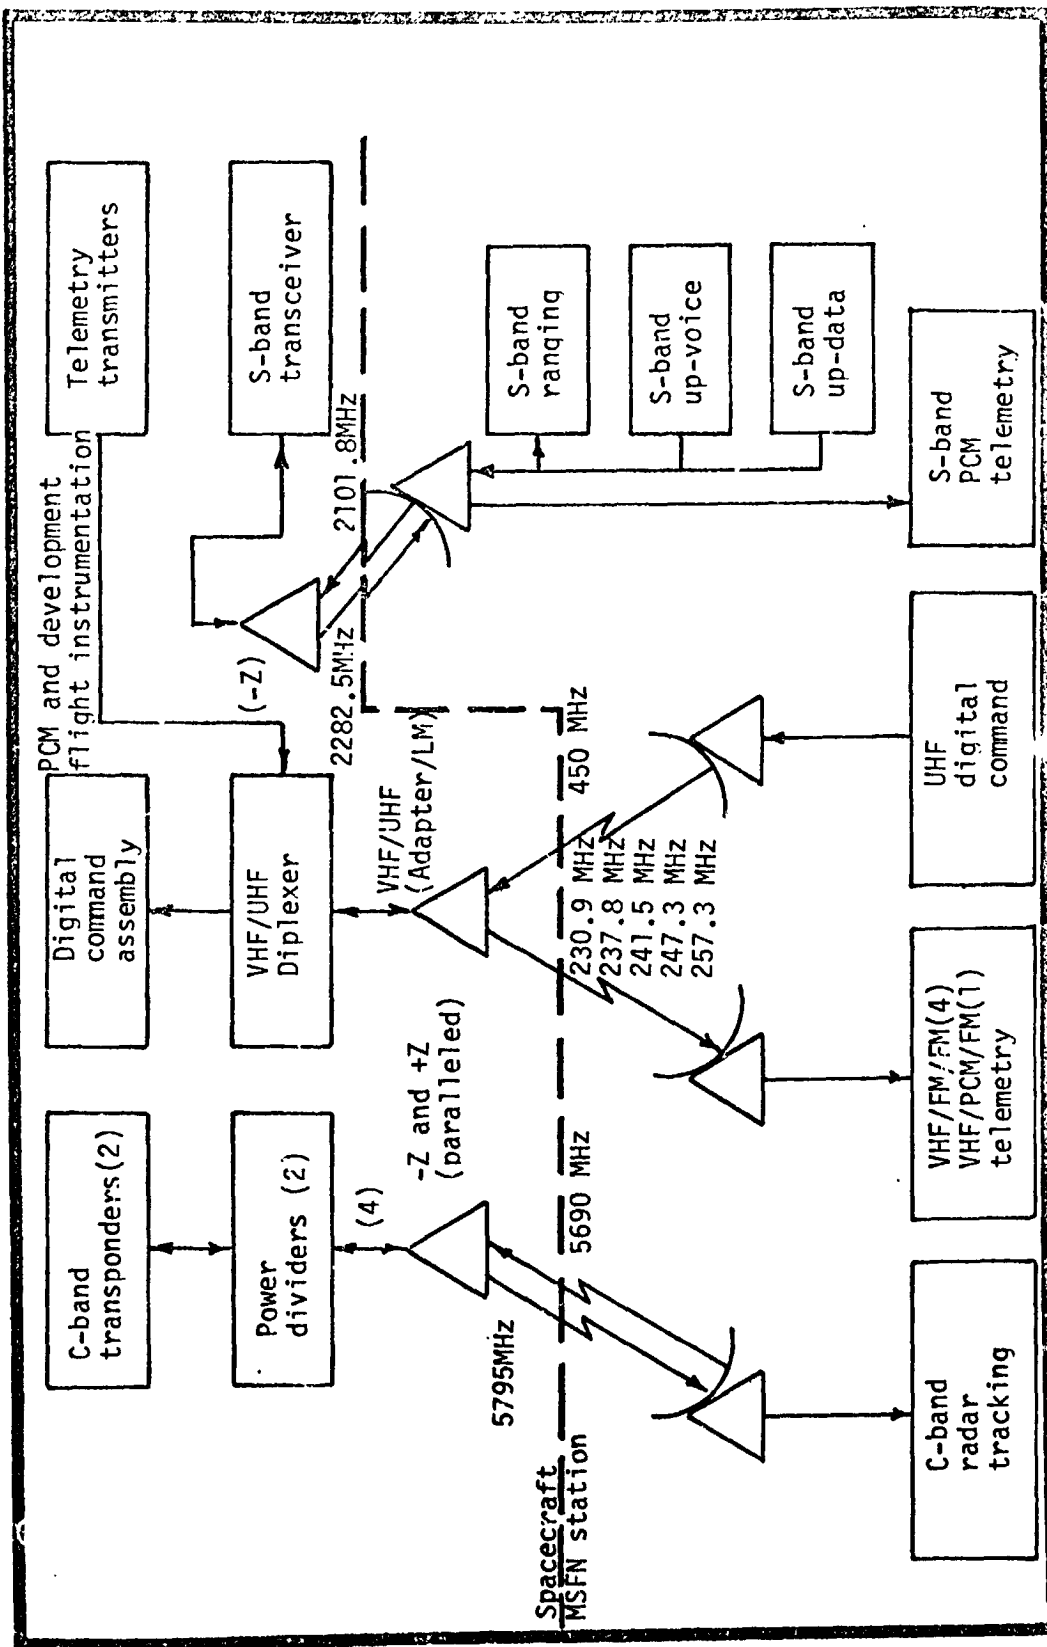 C-band
transponders(2)
Digital
command
assembly
PCM and development
flight instrumentation
Telemetry
transmitters
Power
dividers (2)
VHF/UHF
Diplexer
(-Z)
S-band
transceiver
(4)
-Z and +Z
(paralleled)
VHF/UHF
(Adapter/LM)
2282.5MHz
2101.8MHz
5795MHz
Spacecraft
MSFN station
5690 MHz
230.9 MHz
237.8 MHz
241.5 MHz
247.3 MHz
257.3 MHz
450 MHz
S-band
ranging
S-band
up-voice
S-band
up-data
C-band
radar
tracking
VHF/FM/FM(4)
VHF/PCM/FM(1)
telemetry
UHF
digital
command
S-band
PCM
telemetry